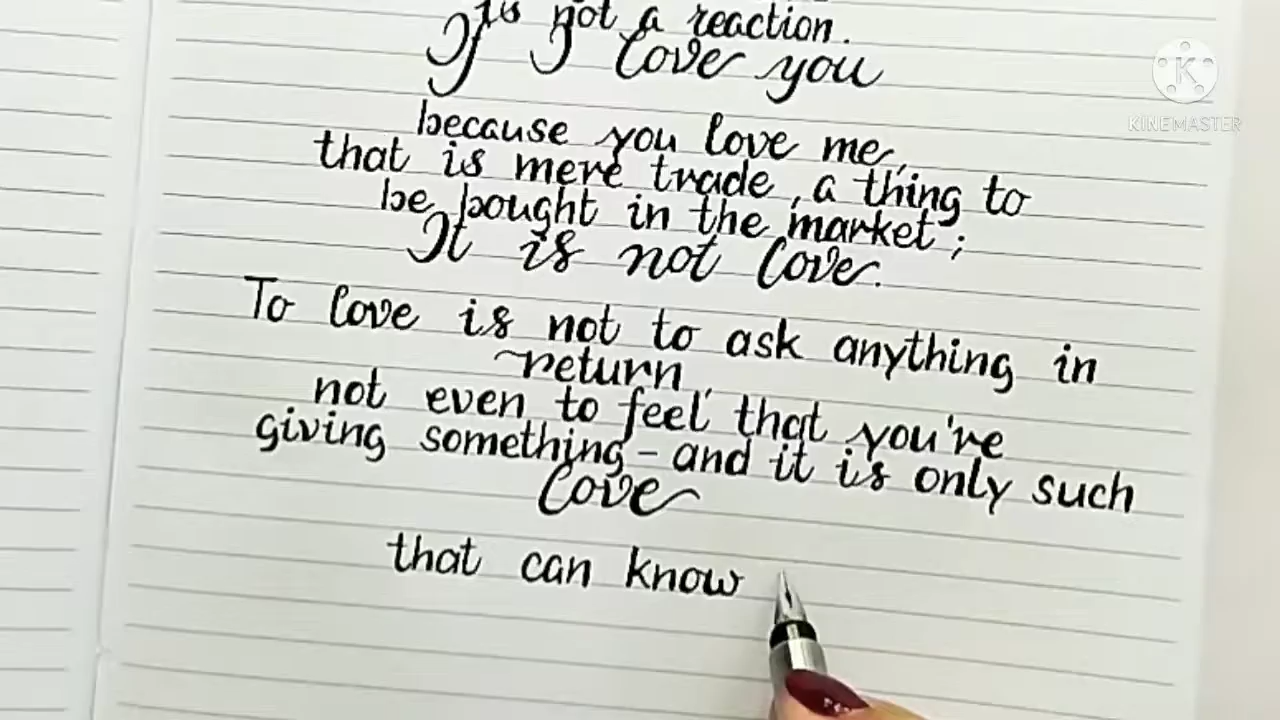 is not a reaction.
If I love you
because you love me,
that is mere trade, a thing to
be bought in the market;
It is not love.
To love is not to ask anything in
return,
not even to feel that you're
giving something - and it is only such
love
that can know
K
KINEMASTER